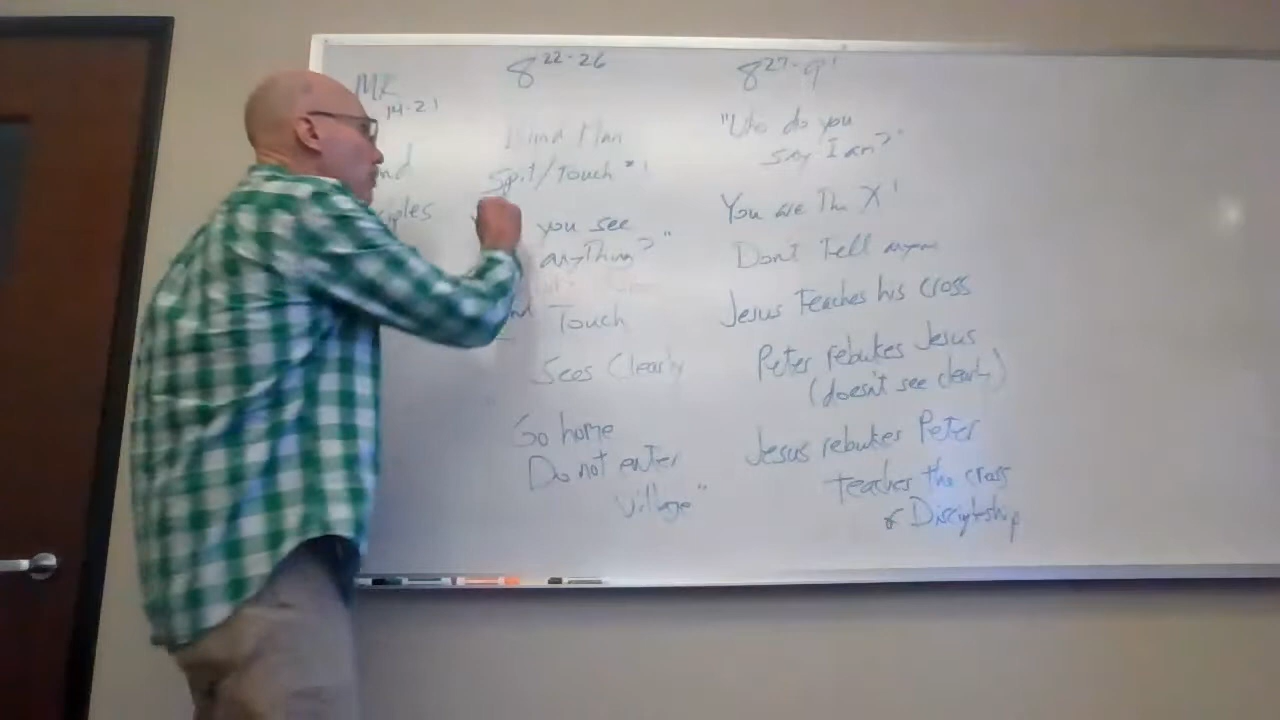 MK
14-21
iples
8 22-26
Blind Man
Spit/Touch #1
you see
anything?"
Touch
Sees Clearly
Go home
Do not enter
Village"
8 27-9 1
"Who do you
say I am?"
You are The X'
Don't Tell anyone
Jesus Teaches his cross
Peter rebukes Jesus
(doesn't see clearly)
Jesus rebukes Peter
teaches the cross
& Discipleship